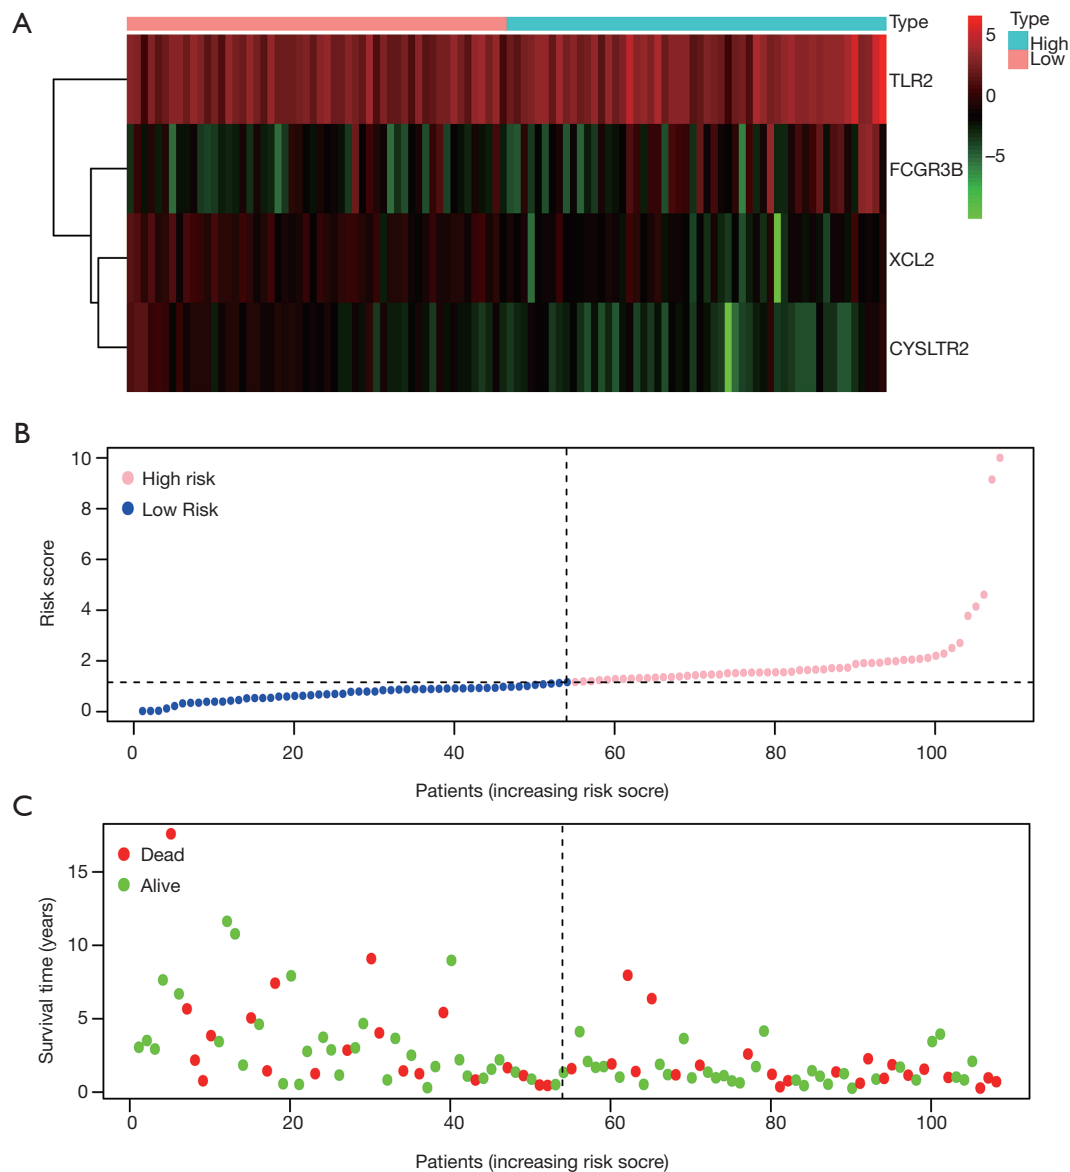 A
Type
TLR2
FCGR3B
XCL2
CYSLTR2
5
0
–5
Type
High
Low
B
High risk
Low Risk
Risk score
10
8
6
4
2
0
0 20 40 60 80 100
Patients (increasing risk socre)
C
Dead
Alive
Survival time (years)
15
10
5
0
0 20 40 60 80 100
Patients (increasing risk socre)